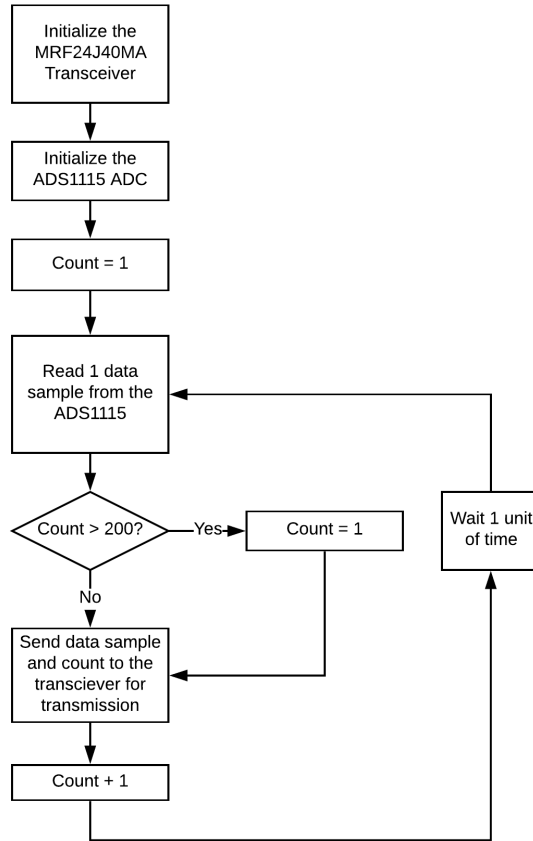 Initialize the
MRF24J40MA
Transceiver
Initialize the
ADS1115 ADC
Count = 1
Read 1 data
sample from the
ADS1115
Count > 200?
Yes
Count = 1
Wait 1 unit
of time
No
Send data sample
and count to the
transciever for
transmission
Count + 1